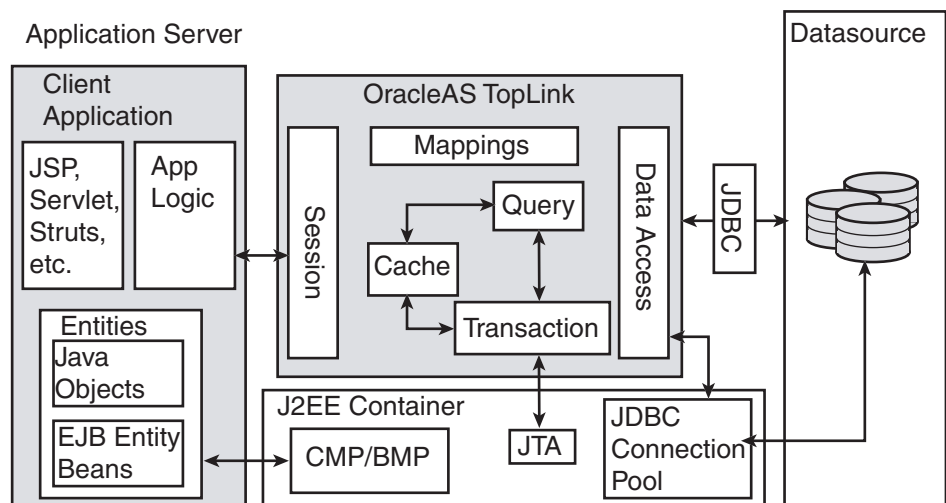 Application Server
Client
Application
JSP,
Servlet,
Struts,
etc.
App
Logic
Entities
Java
Objects
EJB Entity
Beans
OracleAS TopLink
Session
Mappings
Query
Cache
Transaction
Data Access
J2EE Container
CMP/BMP
JTA
JDBC
Connection
Pool
JDBC
Datasource